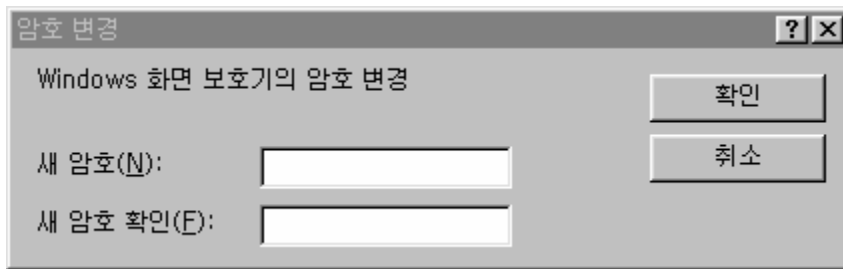 암호 변경
Windows 화면 보호기의 암호 변경
확인
새 암호(N):
취소
새 암호 확인(F):